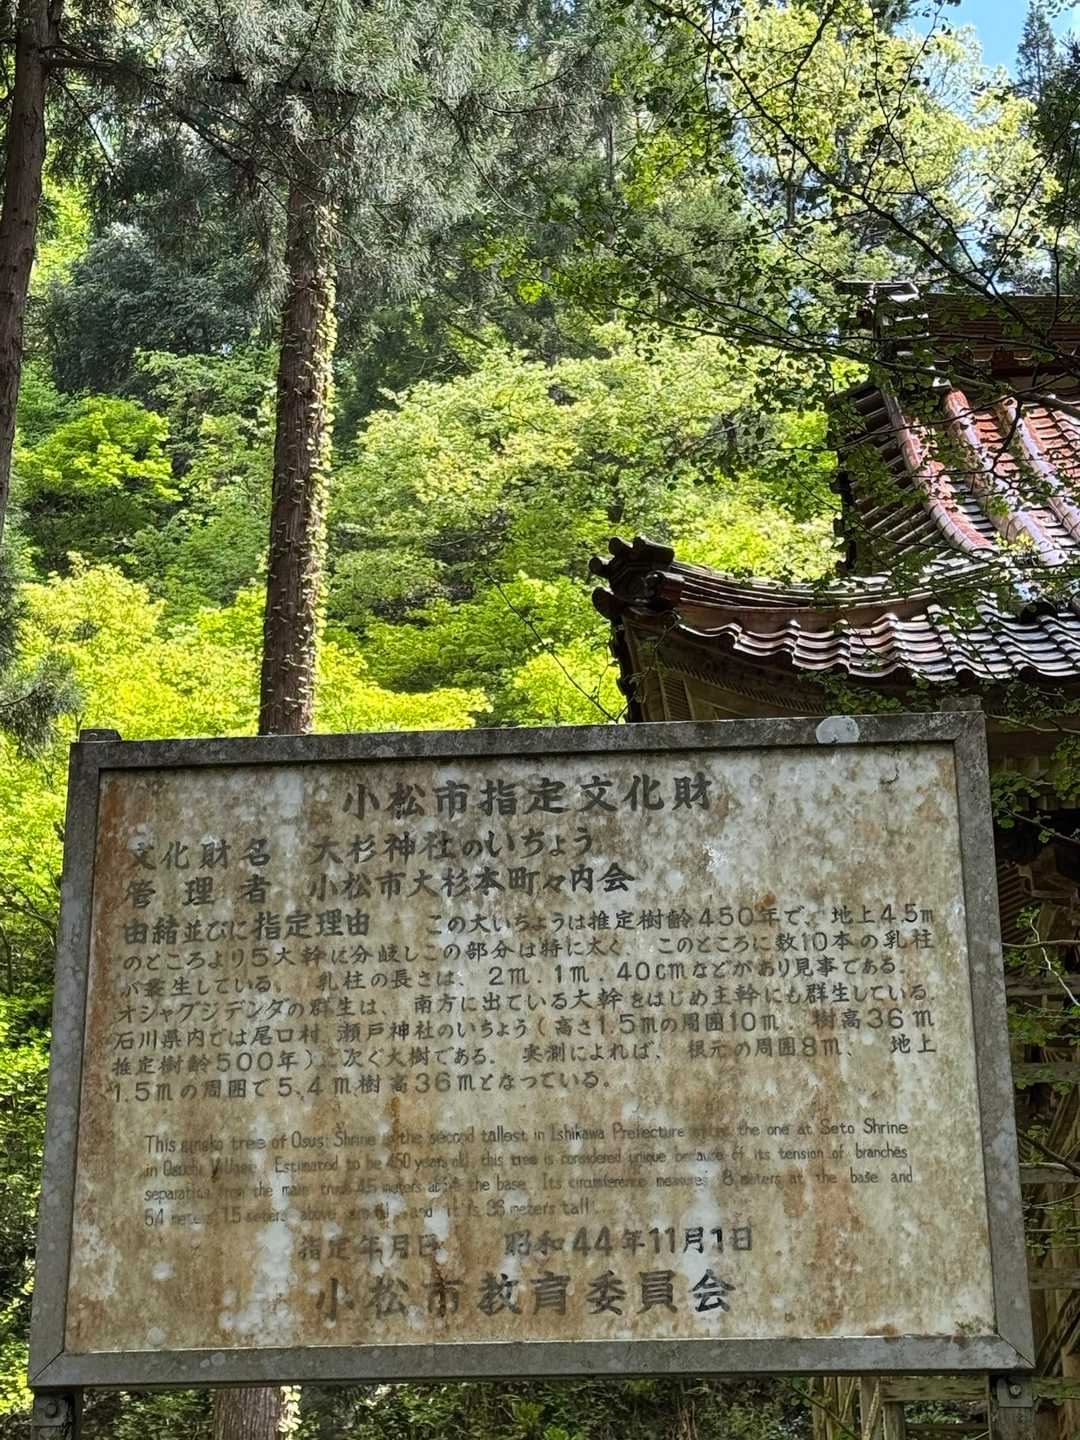 小松市指定文化財
文化財名　大杉神社のいちょう
管理者　小松市大杉本町々内会
由緒並びに指定理由　この大いちょうは推定樹齢450年で、地上4.5m
のところより5大幹に分岐しこの部分は特に太く、このところに数10本の乳柱
が叢生している。乳柱の長さは、2m.1m.40cmなどがあり見事である。
オシャグジデンダの群生は、南方に出ている大幹をはじめ主幹にも群生している。
石川県内では尾口村、瀬戸神社のいちょう(高さ1.5mの周囲10m、樹高36m
推定樹齢500年)に次ぐ大樹である。実測によれば、根元の周囲8m、地上
1.5mの周囲で5.4m樹高36mとなつている。
This gingko tree of Osugi Shrine is the second tallest in Ishikawa Prefecture the one at Seto Shrine
in Village. Estimated to be 450 years old, this tree is considered unique because of its tension of branches
separating from the main trunk 4.5 meters above the base. Its circumference measures 8 meters at the base and
5.4 meters 1.5 meters above and it is 36 meters tall.
指定年月日　昭和44年11月1日
小松市教育委員会